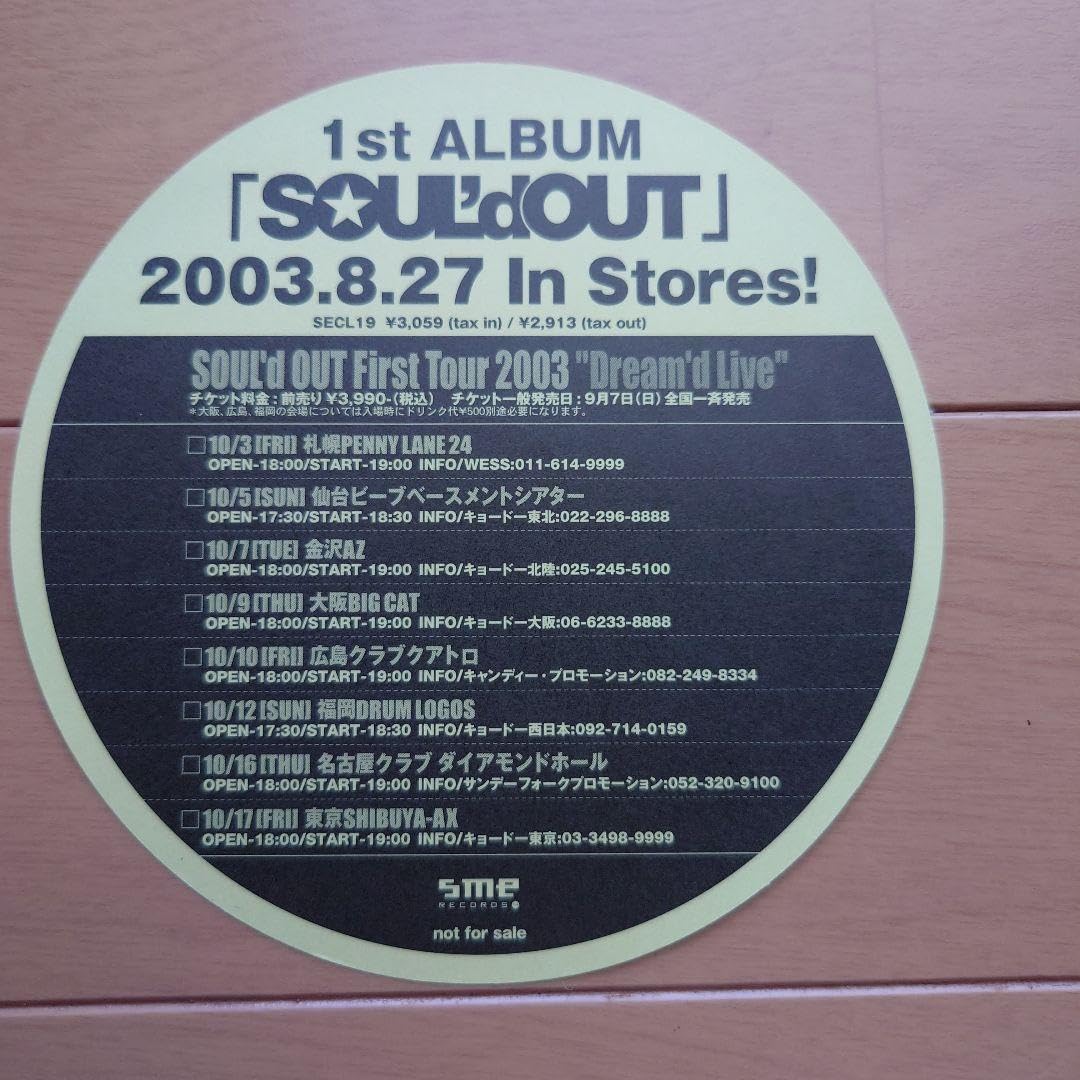 1st ALBUM
「SOUL'd OUT」
2003.8.27 In Stores!
SECL19 ¥3,059 (tax in) / ¥2,913 (tax out)
SOUL'd OUT First Tour 2003 "Dream'd Live"
チケット料金：前売り¥3,990-(税込) チケット一般発売日：9月7日(日) 全国一斉発売
*大阪、広島、福岡の会場については入場時にドリンク代¥500別途必要になります。
□10/3[FRI] 札幌PENNY LANE 24
OPEN-18:00/START-19:00 INFO/WESS:011-614-9999
□10/5[SUN] 仙台ビーブベースメントシアター
OPEN-17:30/START-18:30 INFO/キョードー東北:022-296-8888
□10/7[TUE] 金沢AZ
OPEN-18:00/START-19:00 INFO/キョードー北陸:025-245-5100
□10/9[THU] 大阪BIG CAT
OPEN-18:00/START-19:00 INFO/キョードー大阪:06-6233-8888
□10/10[FRI] 広島クラブクアトロ
OPEN-18:00/START-19:00 INFO/キャンディー・プロモーション:082-249-8334
□10/12[SUN] 福岡DRUM LOGOS
OPEN-17:30/START-18:30 INFO/キョードー西日本:092-714-0159
□10/16[THU] 名古屋クラブ ダイアモンドホール
OPEN-18:00/START-19:00 INFO/サンデーフォークプロモーション:052-320-9100
□10/17[FRI] 東京SHIBUYA-AX
OPEN-18:00/START-19:00 INFO/キョードー東京:03-3498-9999
sme
RECORDS
not for sale